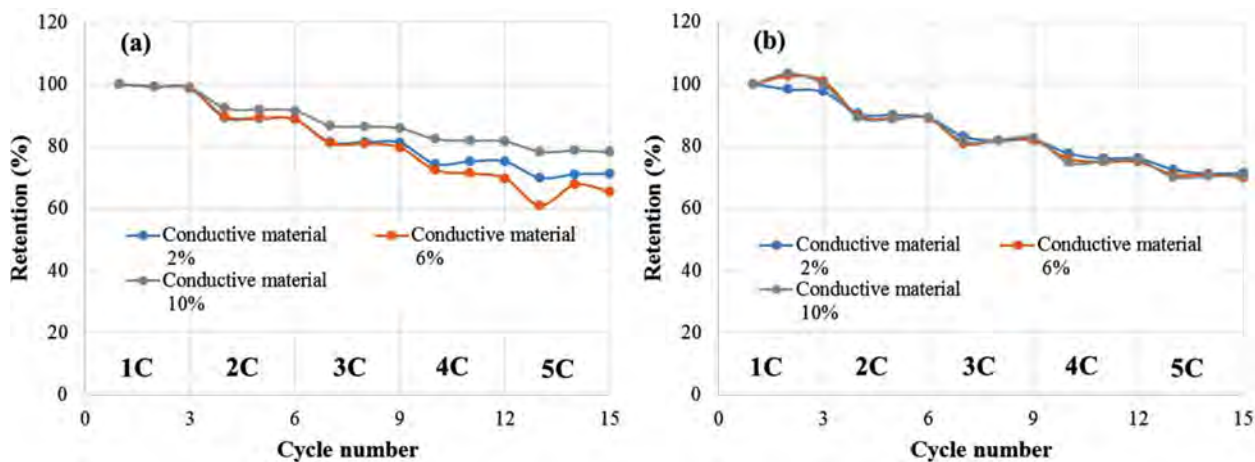 (a)
Retention (%)
120
100
80
60
40
20
0
Conductive material
2%
Conductive material
6%
Conductive material
10%
1C 2C 3C 4C 5C
0 3 6 9 12 15
Cycle number
(b)
Retention (%)
120
100
80
60
40
20
0
Conductive material
2%
Conductive material
6%
Conductive material
10%
1C 2C 3C 4C 5C
0 3 6 9 12 15
Cycle number